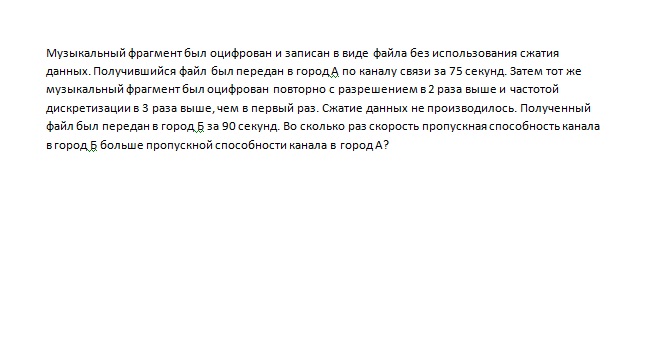 Музыкальный фрагмент был оцифрован и записан в виде файла без использования сжатия
данных. Получившийся файл был передан в город А по каналу связи за 75 секунд. Затем тот же
музыкальный фрагмент был оцифрован повторно с разрешением в 2 раза выше и частотой
дискретизации в 3 раза выше, чем в первый раз. Сжатие данных не производилось. Полученный
файл был передан в город Б за 90 секунд. Во сколько раз скорость пропускная способность канала
в город Б больше пропускной способности канала в город А?